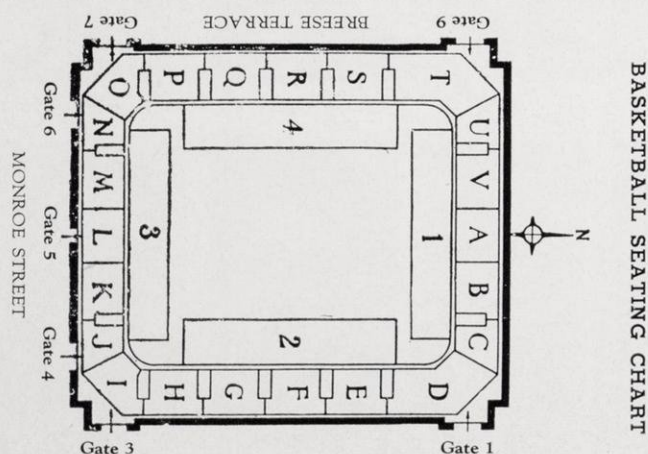 BASKETBALL SEATING CHART
N
Gate 7
BREESE TERRACE
Gate 9
O
P
Q
R
S
T
Gate 6
N
4
U
M
V
MONROE STREET
Gate 5
L
3
1
A
K
B
Gate 4
J
2
C
I
H
G
F
E
D
Gate 3
Gate 1